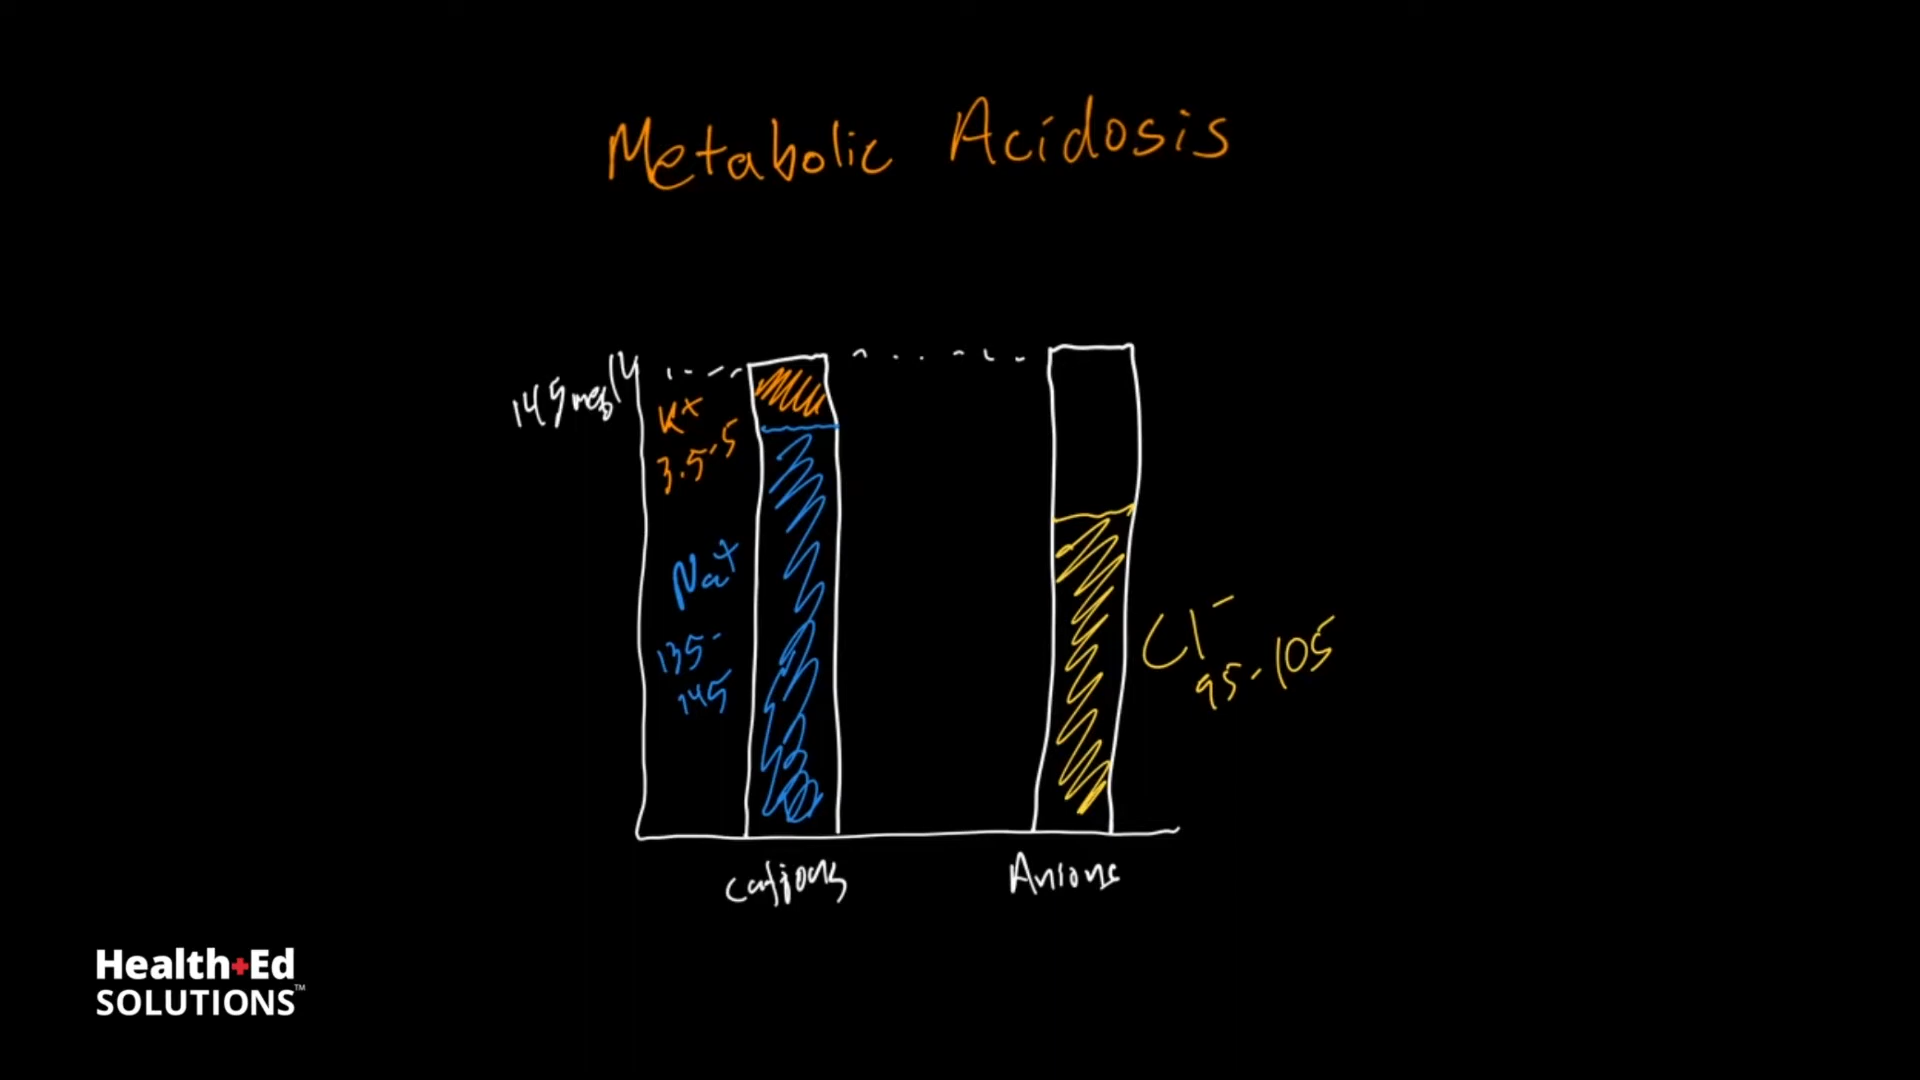 Metabolic Acidosis
145 meq/L
K+
3.5-5
Na+
135-
145
Cl-
95-105
Cations
Anions
Health+Ed
SOLUTIONS™